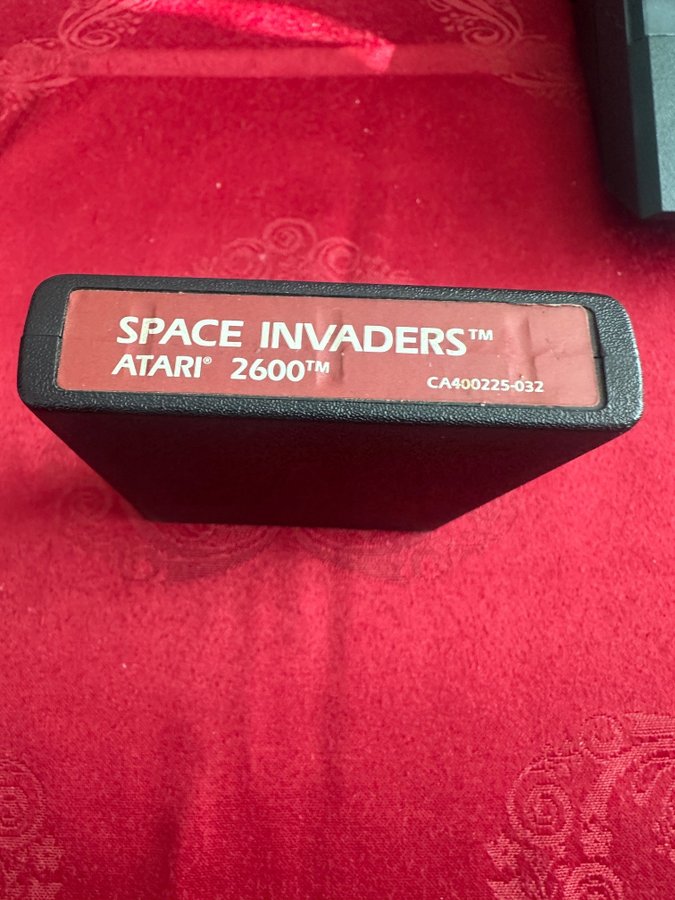 SPACE INVADERS™
ATARI® 2600™
CA400225-032